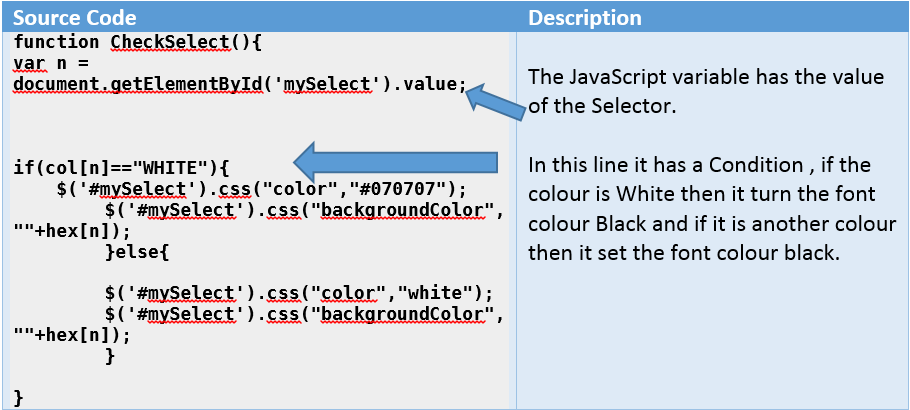 Source Code
Description
function CheckSelect(){
var n =
document.getElementById('mySelect').value;
The JavaScript variable has the value
of the Selector.
if(col[n]=="WHITE"){
$('#mySelect').css("color","#070707");
$('#mySelect').css("backgroundColor",
""+hex[n]);
}else{
$('#mySelect').css("color","white");
$('#mySelect').css("backgroundColor",
""+hex[n]);
}
}
In this line it has a Condition , if the
colour is White then it turn the font
colour Black and if it is another colour
then it set the font colour black.